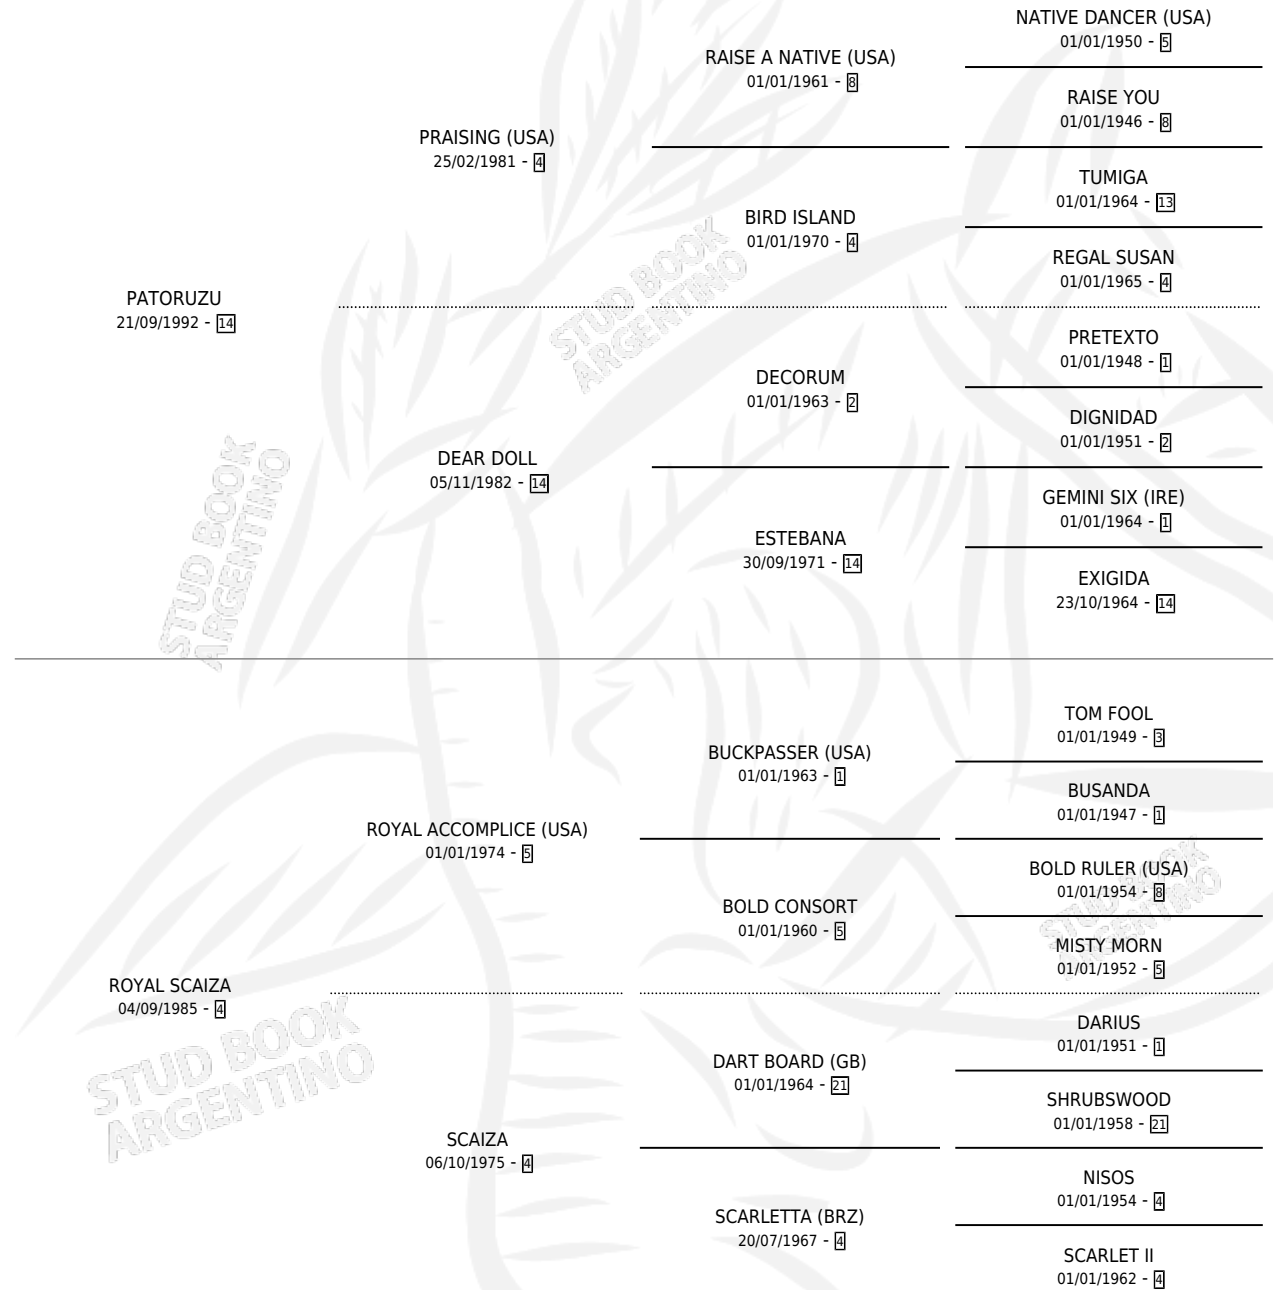 NATIVE DANCER (USA)
01/01/1950 - 5
RAISE A NATIVE (USA)
01/01/1961 - 8
RAISE YOU
01/01/1946 - 8
PRAISING (USA)
25/02/1981 - 4
TUMIGA
01/01/1964 - 13
BIRD ISLAND
01/01/1970 - 4
REGAL SUSAN
01/01/1965 - 4
PATORUZU
21/09/1992 - 14
PRETEXTO
01/01/1948 - 1
DECORUM
01/01/1963 - 2
DIGNIDAD
01/01/1951 - 2
DEAR DOLL
05/11/1982 - 14
GEMINI SIX (IRE)
01/01/1964 - 1
ESTEBANA
30/09/1971 - 14
EXIGIDA
23/10/1964 - 14
STUD BOOK
ARGENTINO
STUD BOOK
ARGENTINO
TOM FOOL
01/01/1949 - 3
BUCKPASSER (USA)
01/01/1963 - 1
BUSANDA
01/01/1947 - 1
ROYAL ACCOMPLICE (USA)
01/01/1974 - 5
BOLD RULER (USA)
01/01/1954 - 8
BOLD CONSORT
01/01/1960 - 5
MISTY MORN
01/01/1952 - 5
STUD BOOK
ARGENTINO
ROYAL SCAIZA
04/09/1985 - 4
DARIUS
01/01/1951 - 1
DART BOARD (GB)
01/01/1964 - 21
SHRUBSWOOD
01/01/1958 - 21
SCAIZA
06/10/1975 - 4
NISOS
01/01/1954 - 4
SCARLETTA (BRZ)
20/07/1967 - 4
SCARLET II
01/01/1962 - 4
STUD BOOK
ARGENTINO